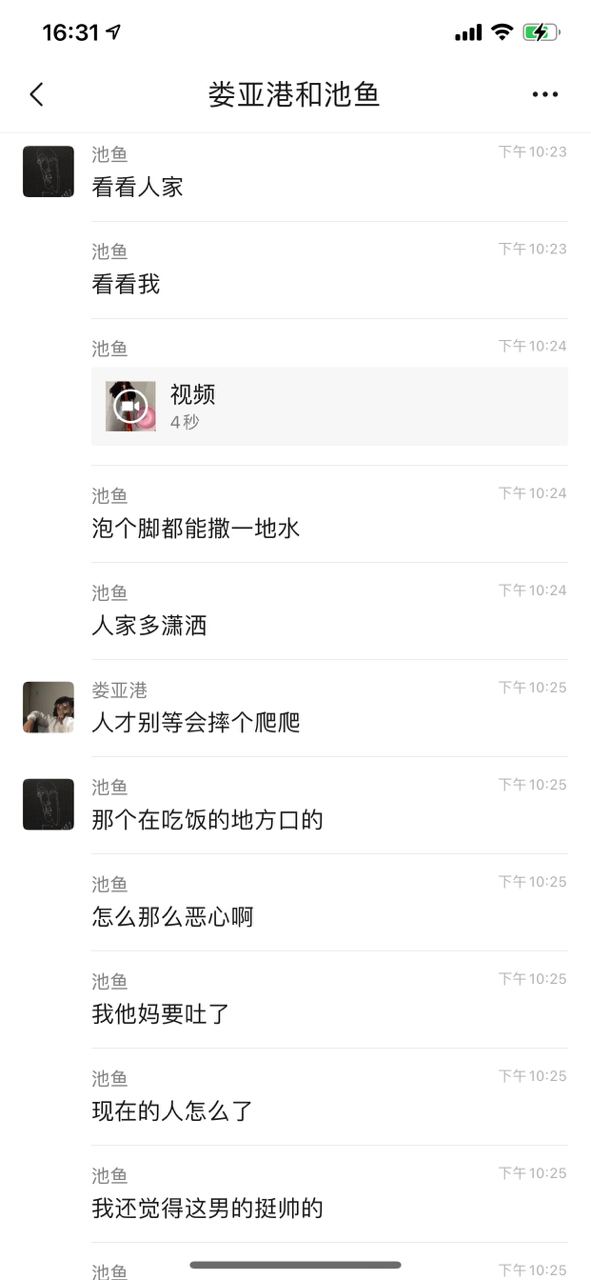 16:31
娄亚港和池鱼
池鱼
下午10:23
看看人家
池鱼
下午10:23
看看我
池鱼
下午10:24
视频
4秒
池鱼
下午10:24
泡个脚都能撒一地水
池鱼
下午10:24
人家多潇洒
娄亚港
下午10:25
人才别等会摔个爬爬
池鱼
下午10:25
那个在吃饭的地方口的
池鱼
下午10:25
怎么那么恶心啊
池鱼
下午10:25
我他妈要吐了
池鱼
下午10:25
现在的人怎么了
池鱼
下午10:25
我还觉得这男的挺帅的
池鱼
下午10:25